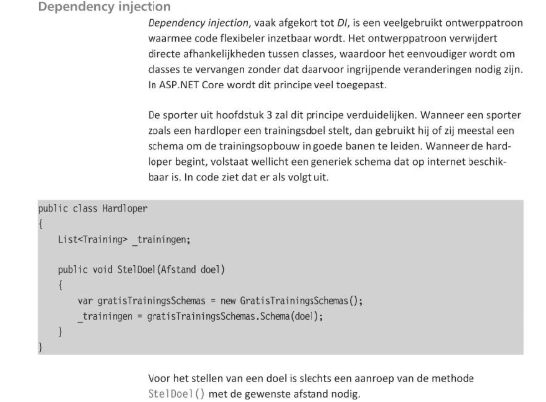 Dependency injection
Dependency injection, vaak afgekort tot DI, is een veelgebruikt ontwerppatroon
waarmee code flexibeler inzetbaar wordt. Het ontwerppatroon verwijdert
directe afhankelijkheden tussen classes, waardoor het eenvoudiger wordt om
classes te vervangen zonder dat daarvoor ingrijpende veranderingen nodig zijn.
In ASP.NET Core wordt dit principe veel toegepast.
De sporter uit hoofdstuk 3 zal dit principe verduidelijken. Wanneer een sporter
zoals een hardloper een trainingsdoel stelt, dan gebruikt hij of zij meestal een
schema om de trainingsopbouw in goede banen te leiden. Wanneer de hard-
loper begint, volstaat wellicht een generiek schema dat op internet beschik-
baar is. In code ziet dat er als volgt uit.
public class Hardloper
{
    List<Training> _trainingen;
    public void StelDoel(Afstand doel)
    {
        var gratisTrainingsSchemas = new GratisTrainingsSchemas();
        _trainingen = gratisTrainingsSchemas.Schema(doel);
    }
}
Voor het stellen van een doel is slechts een aanroep van de methode
StelDoel() met de gewenste afstand nodig.